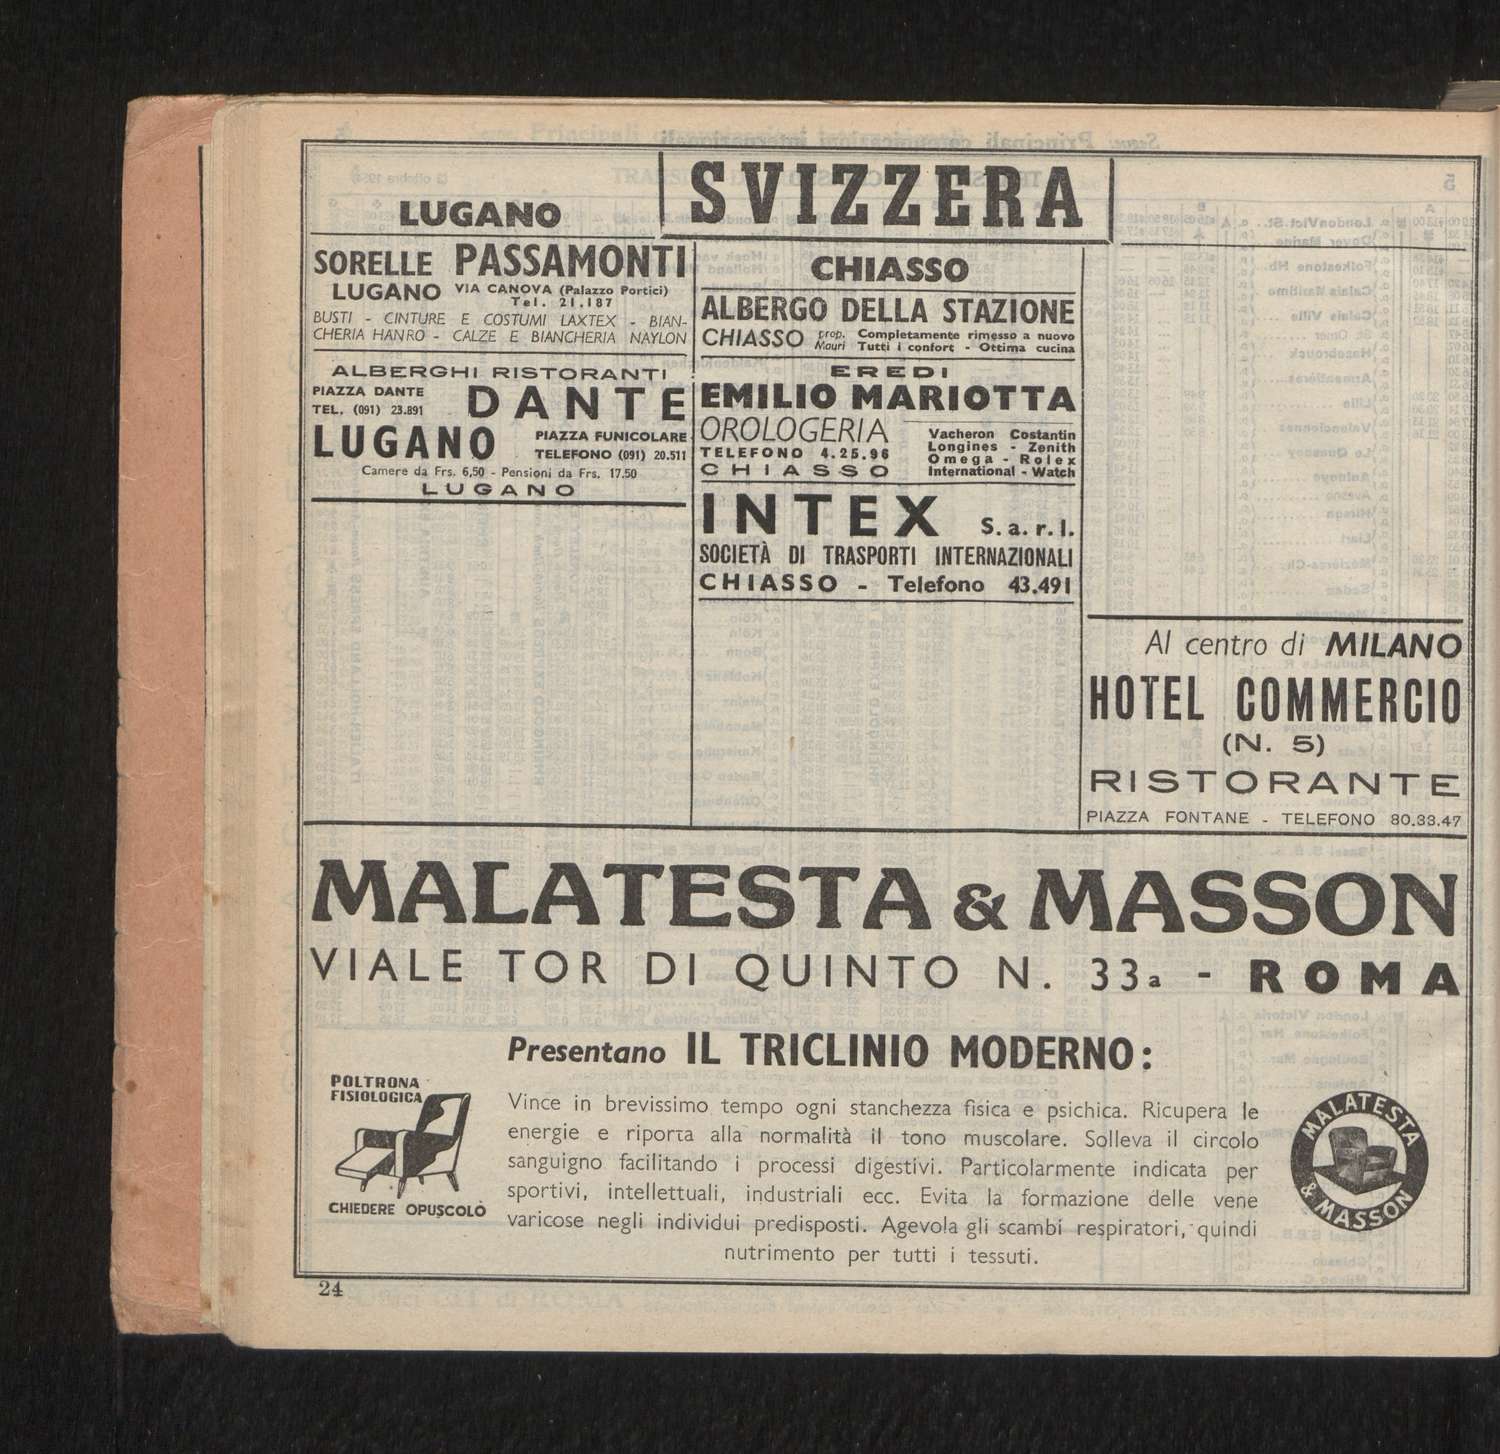 SVIZZERA
LUGANO
SORELLE PASSAMONTI
LUGANO VIA CANOVA (Palazzo Portici)
Tel. 21.187
BUSTI - CINTURE E COSTUMI LAXTEX - BIAN-
CHERIA HANRO - CALZE E BIANCHERIA NAYLON
ALBERGHI RISTORANTI
PIAZZA DANTE
TEL. (091) 23.891
DANTE
LUGANO
PIAZZA FUNICOLARE
TELEFONO (091) 20.511
Camere da Frs. 6,50 - Pensioni da Frs. 17.50
LUGANO
CHIASSO
ALBERGO DELLA STAZIONE
CHIASSO
prop. Mauri
Completamente rimesso a nuovo
Tutti i confort - Ottima cucina
EREDI
EMILIO MARIOTTA
OROLOGERIA
TELEFONO 4.25.96
CHIASSO
Vacheron Costantin
Longines - Zenith
Omega - Rolex
International - Watch
INTEX S.a.r.l.
SOCIETÀ DI TRASPORTI INTERNAZIONALI
CHIASSO - Telefono 43.491
Al centro di MILANO
HOTEL COMMERCIO
(N. 5)
RISTORANTE
PIAZZA FONTANE - TELEFONO 80.33.47
MALATESTA & MASSON
VIALE TOR DI QUINTO N. 33a - ROMA
Presentano IL TRICLINIO MODERNO:
POLTRONA
FISIOLOGICA
CHIEDERE OPUSCOLO
Vince in brevissimo tempo ogni stanchezza fisica e psichica. Ricupera le
energie e riporta alla normalità il tono muscolare. Solleva il circolo
sanguigno facilitando i processi digestivi. Particolarmente indicata per
sportivi, intellettuali, industriali ecc. Evita la formazione delle vene
varicose negli individui predisposti. Agevola gli scambi respiratori, quindi
nutrimento per tutti i tessuti.
MALATESTA
& MASSON
24